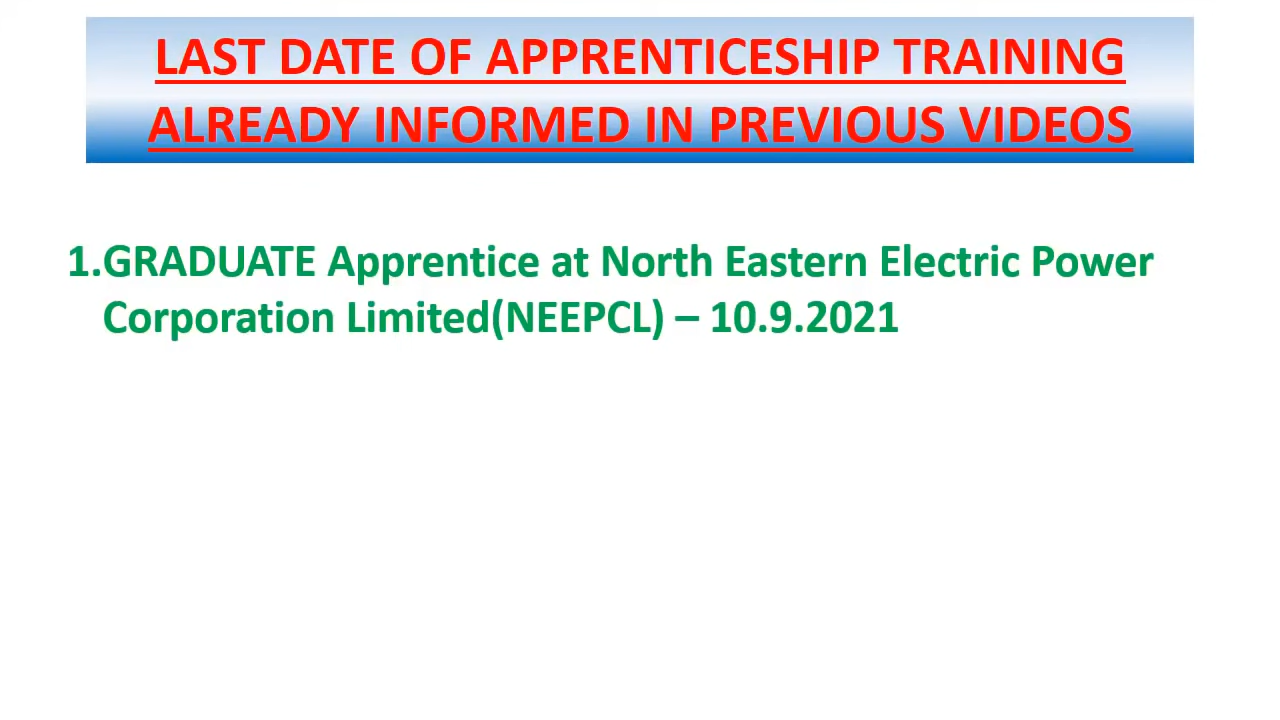 LAST DATE OF APPRENTICESHIP TRAINING
ALREADY INFORMED IN PREVIOUS VIDEOS
1.GRADUATE Apprentice at North Eastern Electric Power
Corporation Limited(NEEPCL) – 10.9.2021